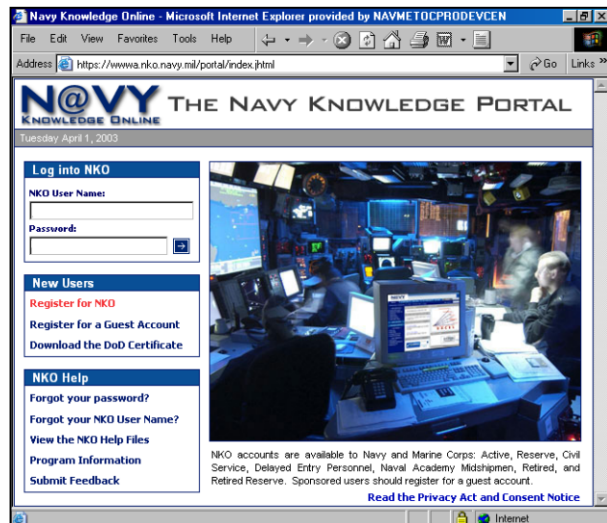 Navy Knowledge Online - Microsoft Internet Explorer provided by NAVMETOCPRODEVCEN
File Edit View Favorites Tools Help
Address https://wwwa.nko.navy.mil/portal/index.jhtml Go Links »
N@VY
KNOWLEDGE ONLINE
THE NAVY KNOWLEDGE PORTAL
Tuesday April 1, 2003
Log into NKO
NKO User Name:
Password:
New Users
Register for NKO
Register for a Guest Account
Download the DoD Certificate
NKO Help
Forgot your password?
Forgot your NKO User Name?
View the NKO Help Files
Program Information
Submit Feedback
NAVY
NKO accounts are available to Navy and Marine Corps: Active, Reserve, Civil
Service, Delayed Entry Personnel, Naval Academy Midshipmen, Retired, and
Retired Reserve. Sponsored users should register for a guest account.
Read the Privacy Act and Consent Notice
Internet